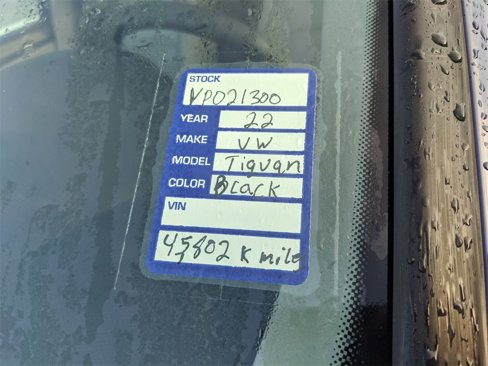 STOCK
VP021300
YEAR 22
MAKE VW
MODEL Tiguan
COLOR Black
VIN
45802 K mile